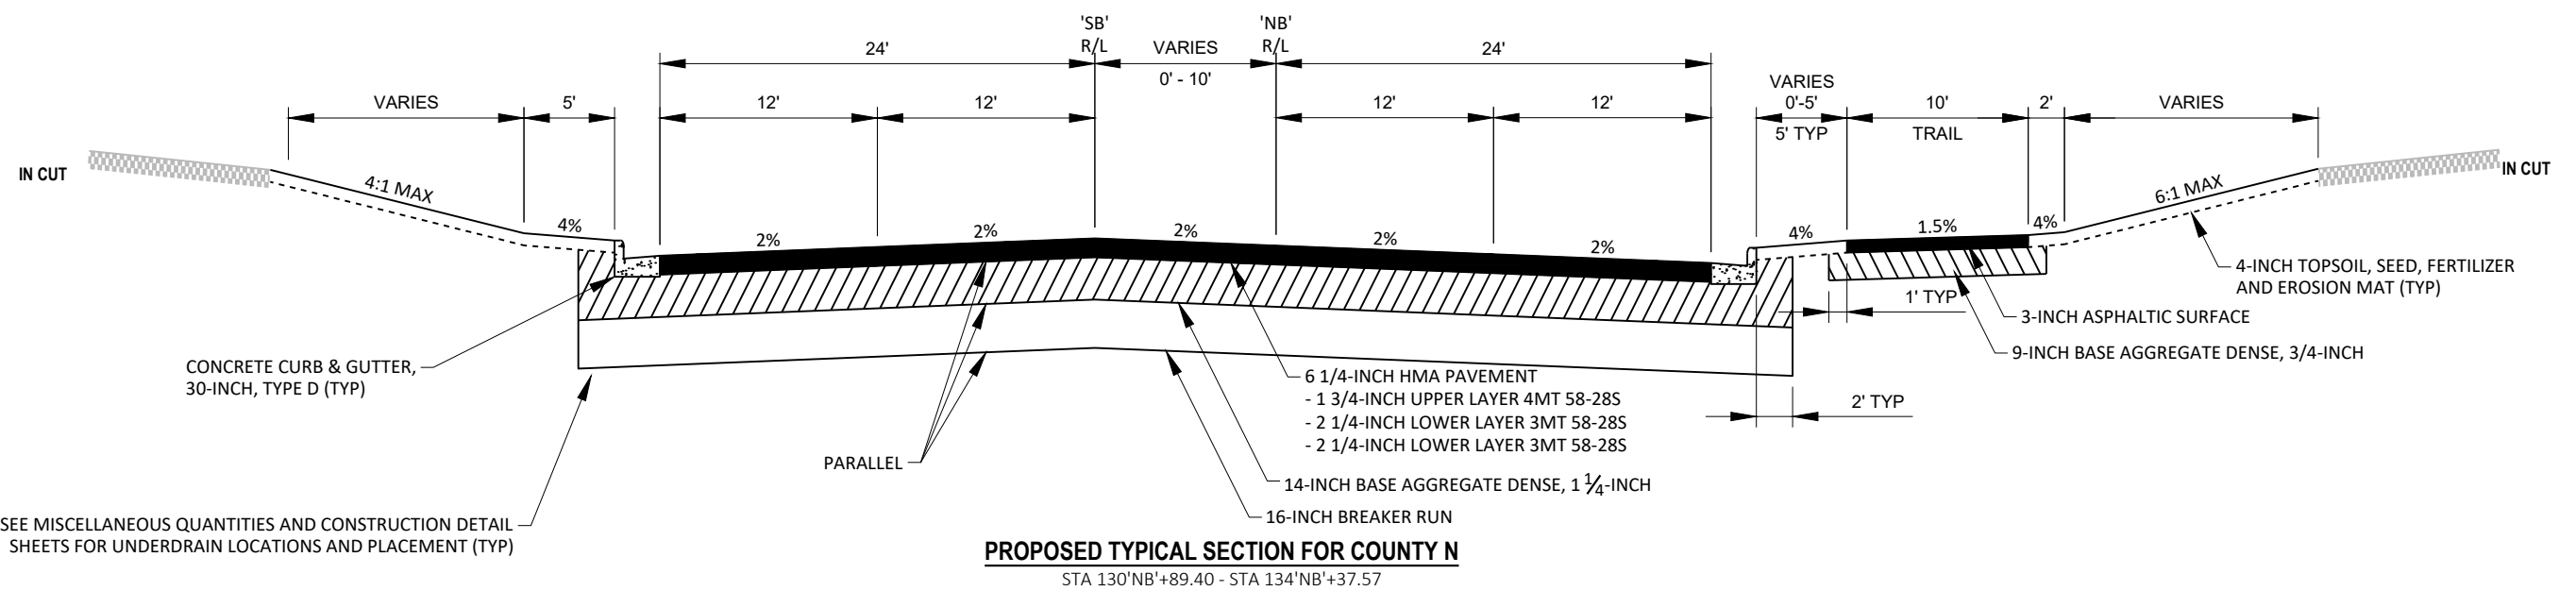 'SB'
R/L
'NB'
R/L
24'
VARIES
0' - 10'
24'
VARIES
5'
12'
12'
12'
12'
VARIES
0'-5'
5' TYP
10'
TRAIL
2'
VARIES
IN CUT
4:1 MAX
4%
2%
2%
2%
2%
2%
4%
1.5%
4%
6:1 MAX
IN CUT
4-INCH TOPSOIL, SEED, FERTILIZER
AND EROSION MAT (TYP)
1' TYP
3-INCH ASPHALTIC SURFACE
9-INCH BASE AGGREGATE DENSE, 3/4-INCH
CONCRETE CURB & GUTTER,
30-INCH, TYPE D (TYP)
6 1/4-INCH HMA PAVEMENT
- 1 3/4-INCH UPPER LAYER 4MT 58-28S
- 2 1/4-INCH LOWER LAYER 3MT 58-28S
- 2 1/4-INCH LOWER LAYER 3MT 58-28S
2' TYP
PARALLEL
14-INCH BASE AGGREGATE DENSE, 1 1/4-INCH
16-INCH BREAKER RUN
SEE MISCELLANEOUS QUANTITIES AND CONSTRUCTION DETAIL
SHEETS FOR UNDERDRAIN LOCATIONS AND PLACEMENT (TYP)
PROPOSED TYPICAL SECTION FOR COUNTY N
STA 130'NB'+89.40 - STA 134'NB'+37.57